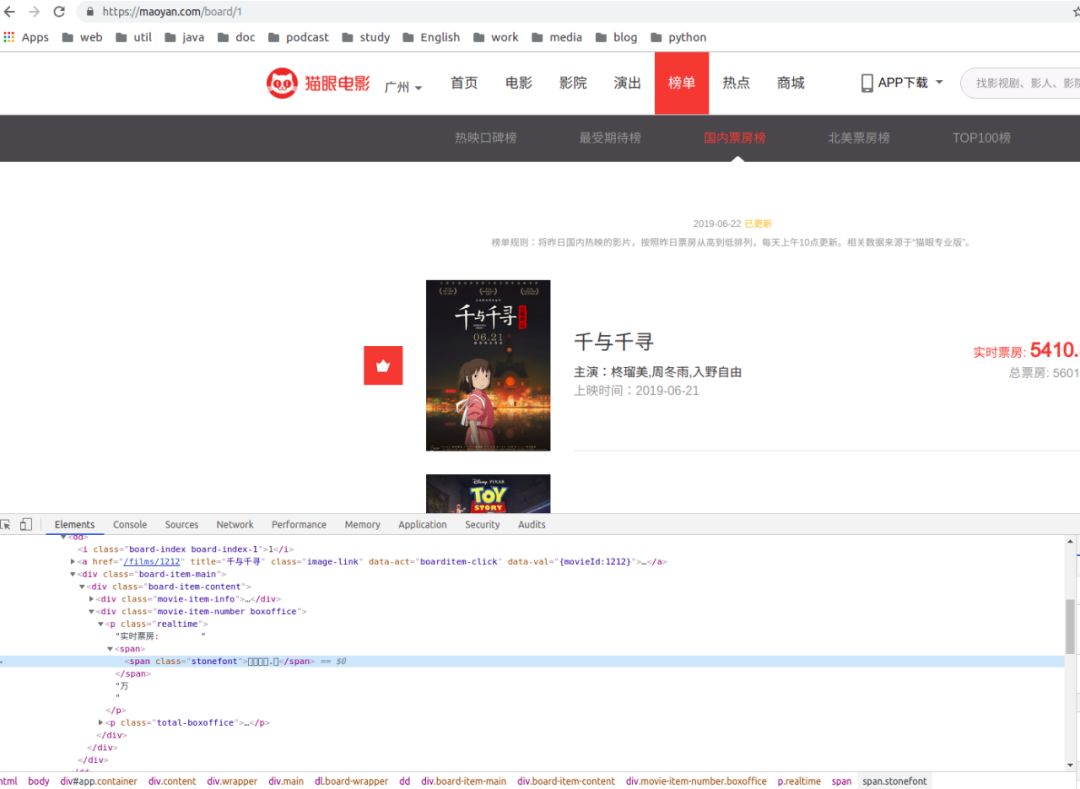 https://maoyan.com/board/1
Apps web util java doc podcast study English work media blog python
猫眼电影 广州 首页 电影 影院 演出 榜单 热点 商城 APP下载 找影视剧、影人、影院
热映口碑榜 最受期待榜 国内票房榜 北美票房榜 TOP100榜
2019-06-22 已更新
榜单规则：将昨日国内热映的影片，按照昨日票房从高到低排列，每天上午10点更新。相关数据来源于“猫眼专业版”。
千与千寻
06.21
千与千寻
主演：柊瑠美,周冬雨,入野自由
上映时间：2019-06-21
实时票房: 5410.
总票房: 5601
Disney PIXAR
TOY
STORY
Elements Console Sources Network Performance Memory Application Security Audits
▼<dd>
<i class="board-index board-index-1">1</i>
▶<a href="/films/1212" title="千与千寻" class="image-link" data-act="boarditem-click" data-val="{movieId:1212}">…</a>
▼<div class="board-item-main">
▼<div class="board-item-content">
▶<div class="movie-item-info">…</div>
▼<div class="movie-item-number boxoffice">
▼<p class="realtime">
"实时票房: "
▼<span>
<span class="stonefont">□□□□.□</span> == $0
</span>
"万
"
</p>
▶<p class="total-boxoffice">…</p>
</div>
</div>
</div>
html body div#app.container div.content div.wrapper div.main dl.board-wrapper dd div.board-item-main div.board-item-content div.movie-item-number.boxoffice p.realtime span span.stonefont